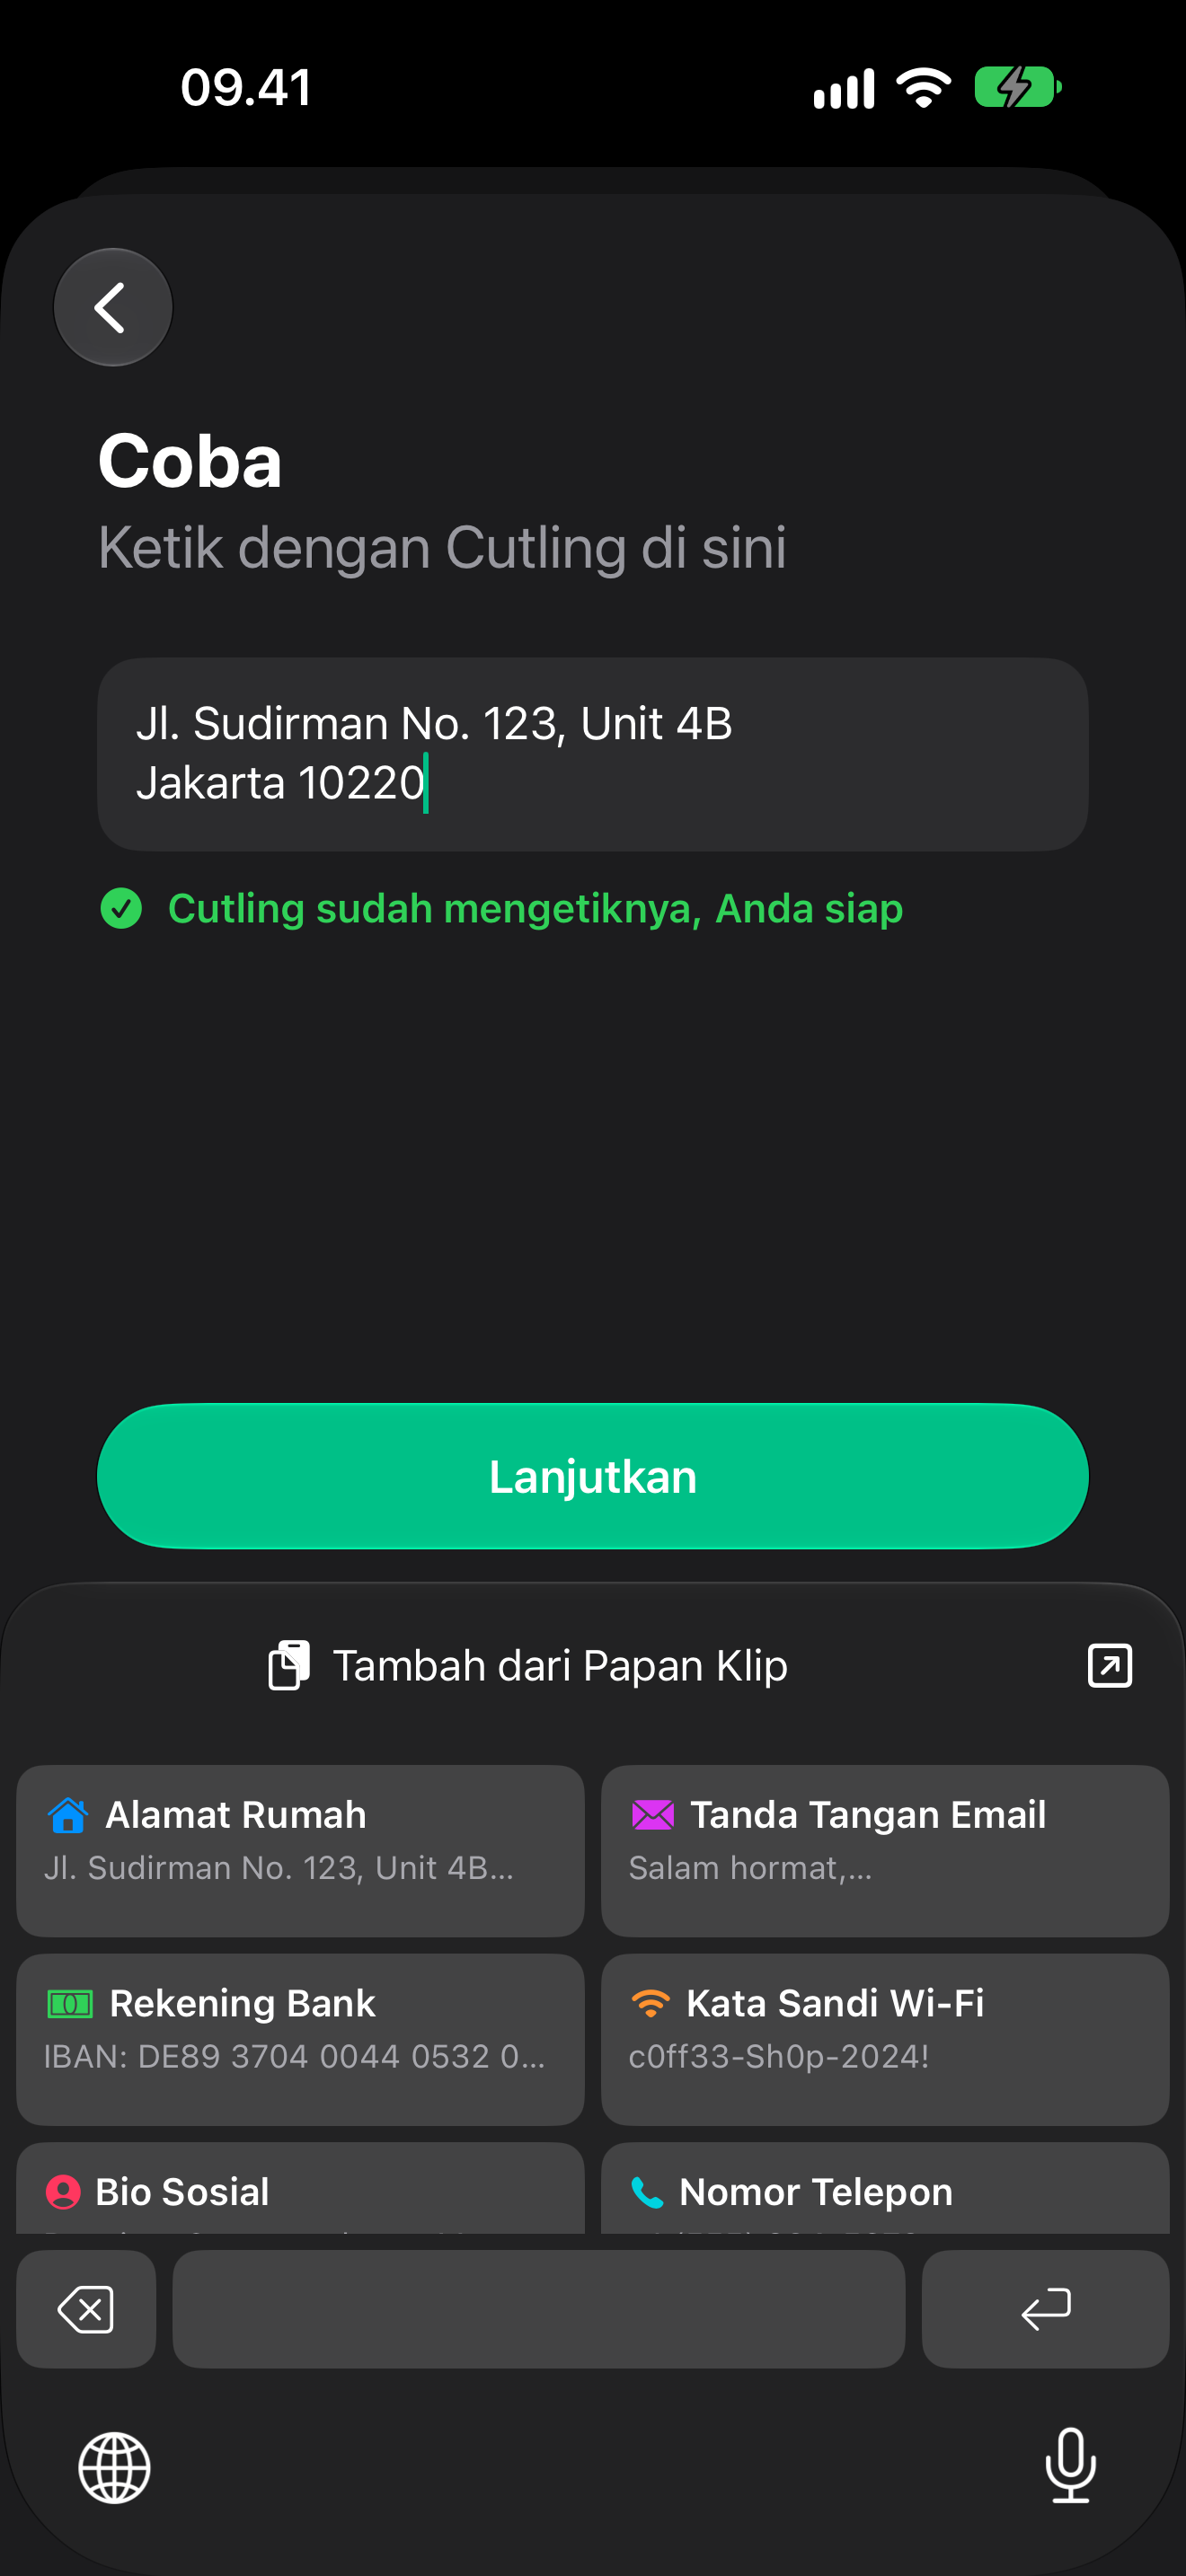 09.41
Coba
Ketik dengan Cutling di sini
Jl. Sudirman No. 123, Unit 4B
Jakarta 10220
Cutling sudah mengetiknya, Anda siap
Lanjutkan
Tambah dari Papan Klip
Alamat Rumah
Jl. Sudirman No. 123, Unit 4B...
Tanda Tangan Email
Salam hormat,...
Rekening Bank
IBAN: DE89 3704 0044 0532 0...
Kata Sandi Wi-Fi
c0ff33-Sh0p-2024!
Bio Sosial
Nomor Telepon